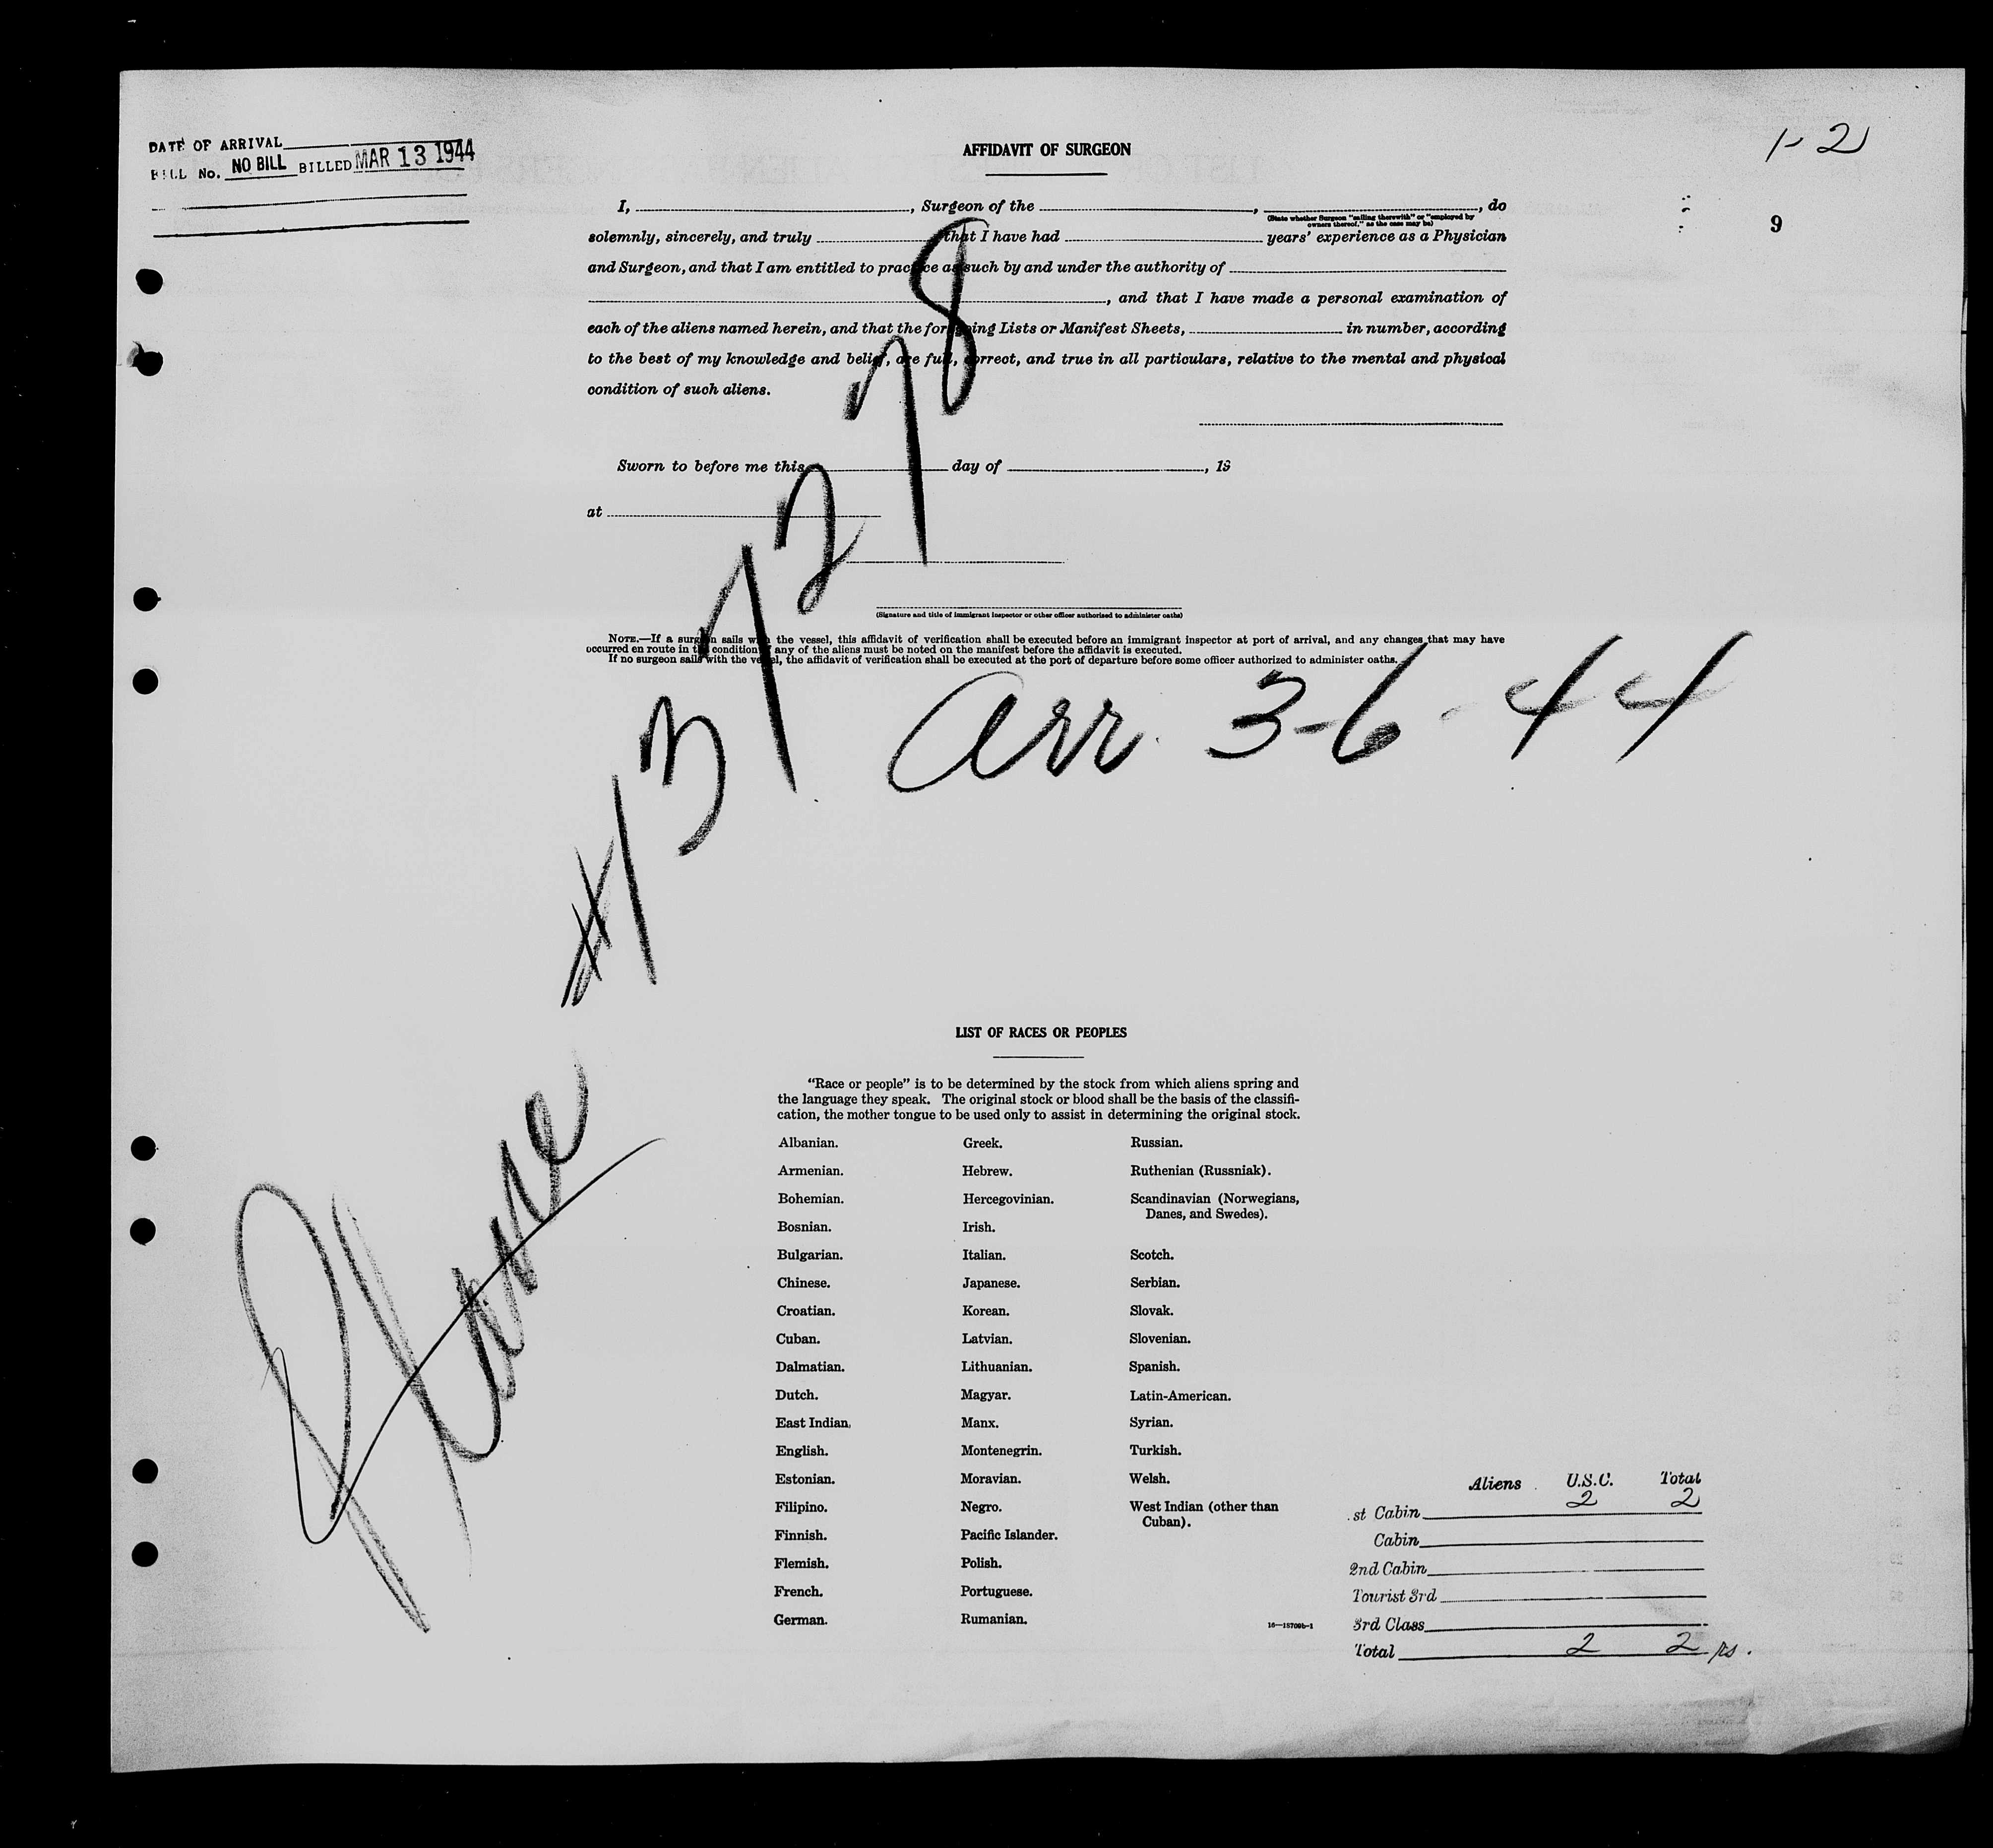 DATE OF ARRIVAL
BILL No. NO BILL BILLED MAR 13 1944
AFFIDAVIT OF SURGEON
1-2
9
I, , Surgeon of the , , do
(State whether Surgeon "sailing therewith" or "employed by
owners thereof," as the case may be)
solemnly, sincerely, and truly that I have had years' experience as a Physician
and Surgeon, and that I am entitled to practice as such by and under the authority of
, and that I have made a personal examination of
each of the aliens named herein, and that the foregoing Lists or Manifest Sheets, in number, according
to the best of my knowledge and belief, are full, correct, and true in all particulars, relative to the mental and physical
condition of such aliens.
Sworn to before me this day of , 19
at
(Signature and title of immigrant inspector or other officer authorized to administer oaths)
NOTE.—If a surgeon sails with the vessel, this affidavit of verification shall be executed before an immigrant inspector at port of arrival, and any changes that may have
occurred en route in the condition of any of the aliens must be noted on the manifest before the affidavit is executed.
If no surgeon sails with the vessel, the affidavit of verification shall be executed at the port of departure before some officer authorized to administer oaths.
Plane #137278
Arr. 3-6-44
LIST OF RACES OR PEOPLES
"Race or people" is to be determined by the stock from which aliens spring and
the language they speak. The original stock or blood shall be the basis of the classifi-
cation, the mother tongue to be used only to assist in determining the original stock.
Albanian. Greek. Russian.
Armenian. Hebrew. Ruthenian (Russniak).
Bohemian. Hercegovinian. Scandinavian (Norwegians,
Danes, and Swedes).
Bosnian. Irish.
Bulgarian. Italian. Scotch.
Chinese. Japanese. Serbian.
Croatian. Korean. Slovak.
Cuban. Latvian. Slovenian.
Dalmatian. Lithuanian. Spanish.
Dutch. Magyar. Latin-American.
East Indian. Manx. Syrian.
English. Montenegrin. Turkish.
Estonian. Moravian. Welsh.
Filipino. Negro. West Indian (other than
Cuban).
Finnish. Pacific Islander.
Flemish. Polish.
French. Portuguese.
German. Rumanian.
16—18709b-1
Aliens U.S.C. Total
st Cabin 2 2
Cabin
2nd Cabin
Tourist 3rd
3rd Class
Total 2 2